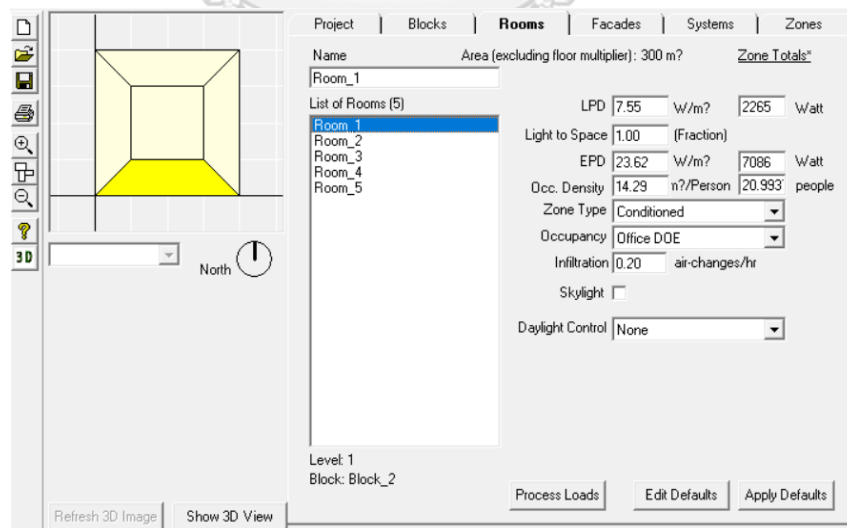 Project Blocks Rooms Facades Systems Zones
Name Area (excluding floor multiplier): 300 m? Zone Totals*
Room_1
List of Rooms (5)
Room_1
Room_2
Room_3
Room_4
Room_5
LPD 7.55 W/m? 2265 Watt
Light to Space 1.00 (Fraction)
EPD 23.62 W/m? 7086 Watt
Occ. Density 14.29 n?/Person 20.993 people
Zone Type Conditioned
Occupancy Office DOE
Infiltration 0.20 air-changes/hr
Skylight
Daylight Control None
3D
North
Level: 1
Block: Block_2
Process Loads Edit Defaults Apply Defaults
Refresh 3D Image Show 3D View